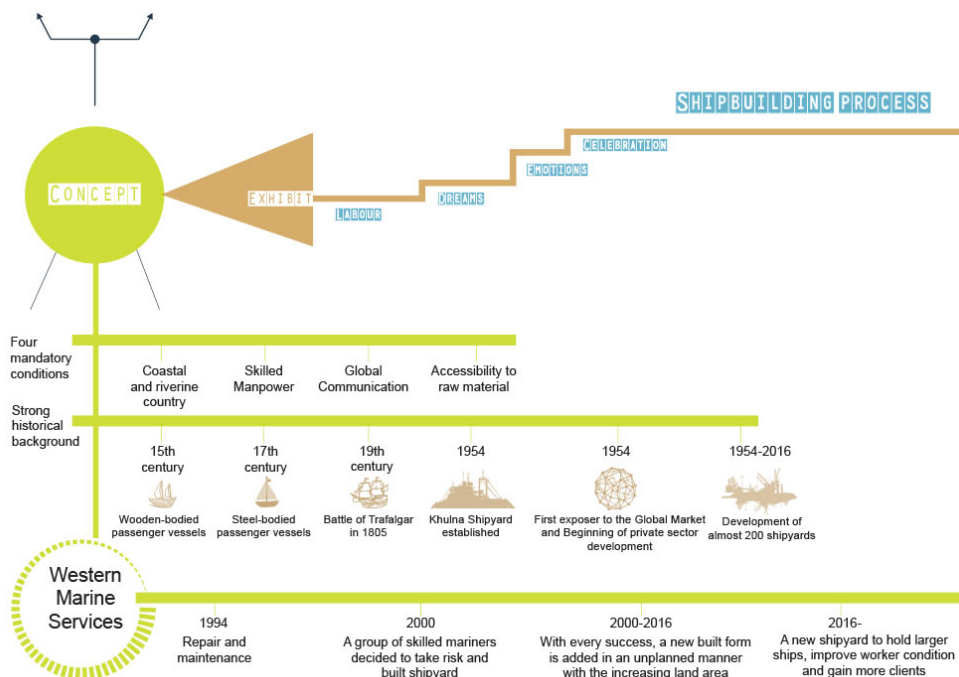 SHIPBUILDING PROCESS
CELEBRATION
EMOTIONS
DREAMS
LABOUR
EXHIBIT
CONCEPT
Four
mandatory
conditions
Coastal
and riverine
country
Skilled
Manpower
Global
Communication
Accessibility to
raw material
Strong
historical
background
15th
century
Wooden-bodied
passenger vessels
17th
century
Steel-bodied
passenger vessels
19th
century
Battle of Trafalgar
in 1805
1954
Khulna Shipyard
established
1954
First exposer to the Global Market
and Beginning of private sector
development
1954-2016
Development of
almost 200 shipyards
Western
Marine
Services
1994
Repair and
maintenance
2000
A group of skilled mariners
decided to take risk and
built shipyard
2000-2016
With every success, a new built form
is added in an unplanned manner
with the increasing land area
2016-
A new shipyard to hold larger
ships, improve worker condition
and gain more clients